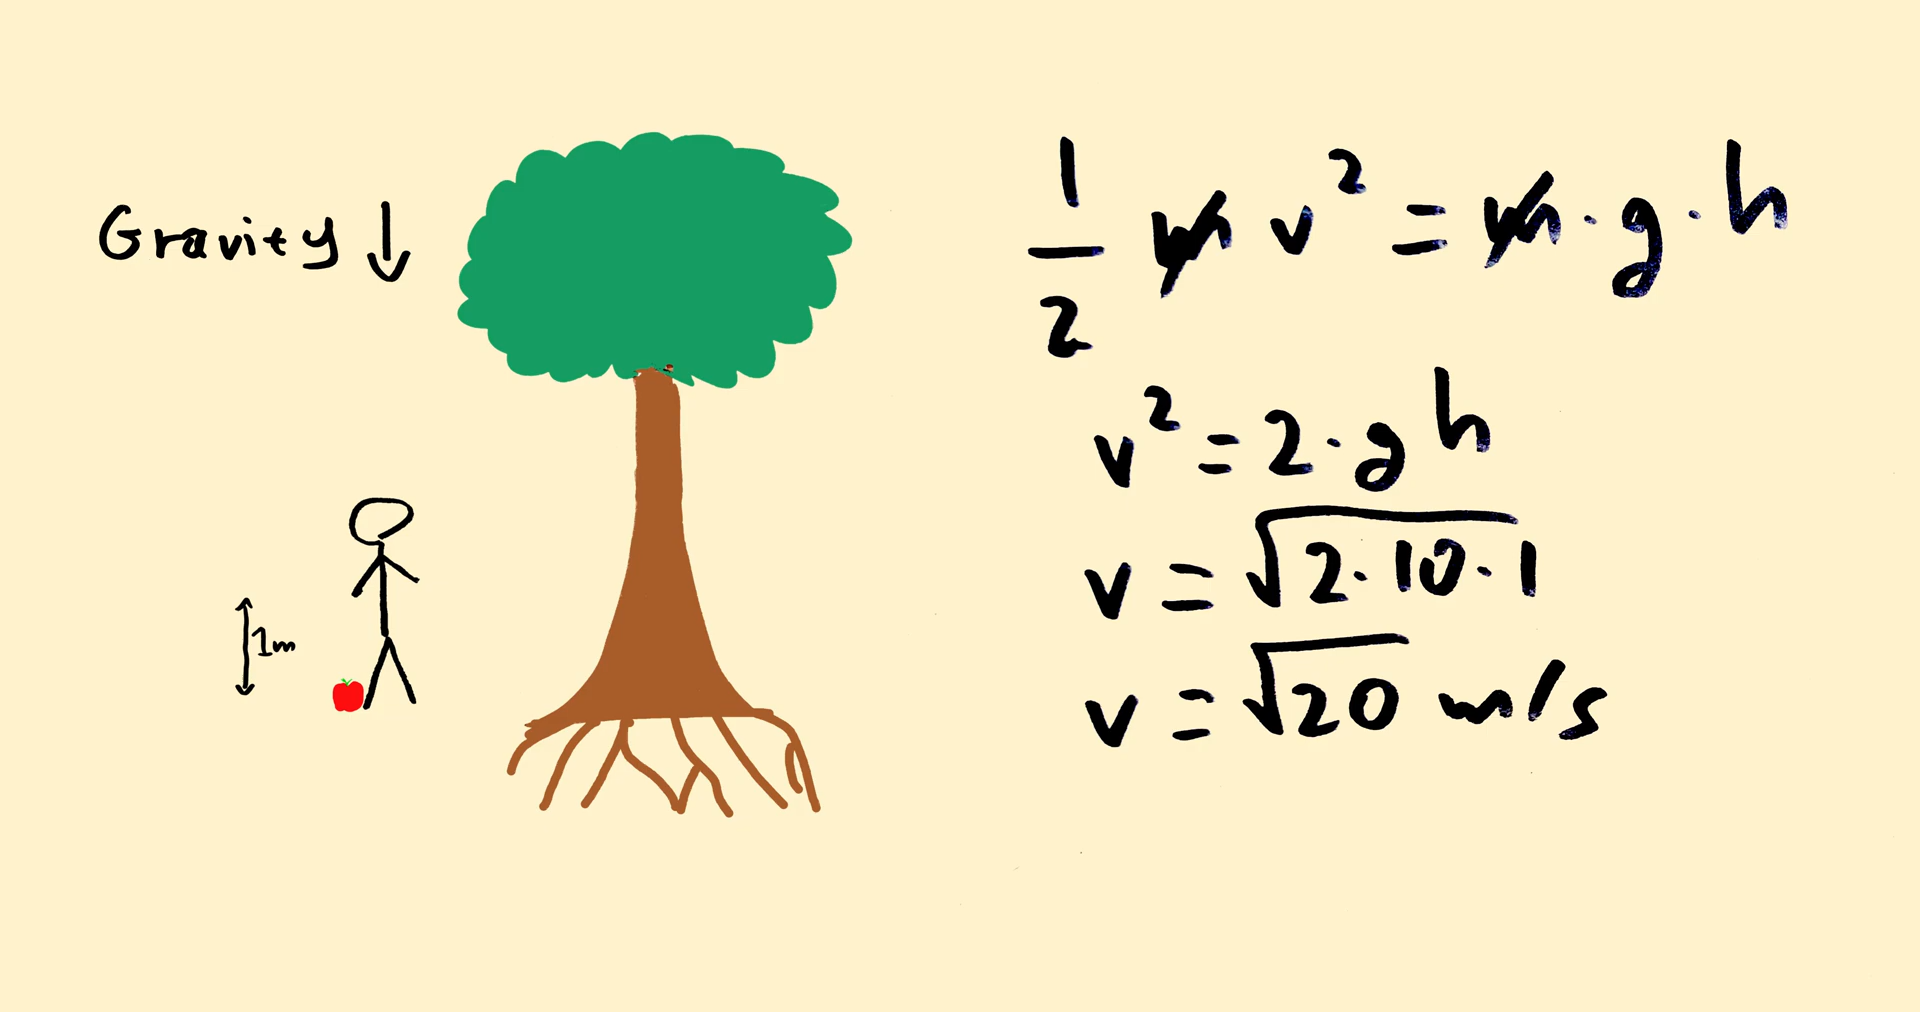 Gravity ↓
1m
1/2 m v² = m · g · h
v² = 2 · g h
v = √2 · 10 · 1
v = √20 m/s